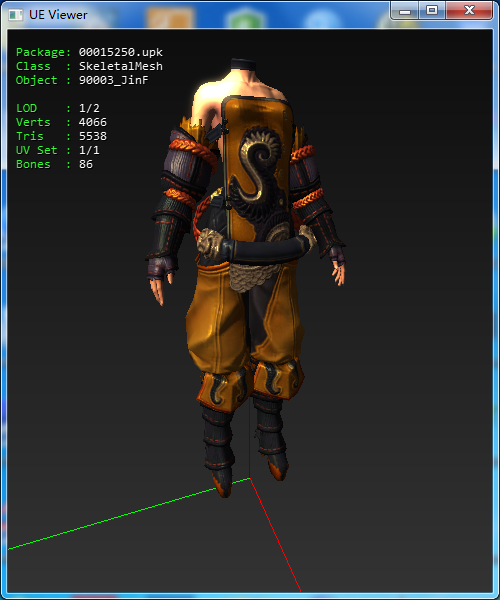 UE Viewer
Package: 00015250.upk
Class : SkeletalMesh
Object : 90003_JinF
LOD : 1/2
Verts : 4066
Tris : 5538
UV Set : 1/1
Bones : 86